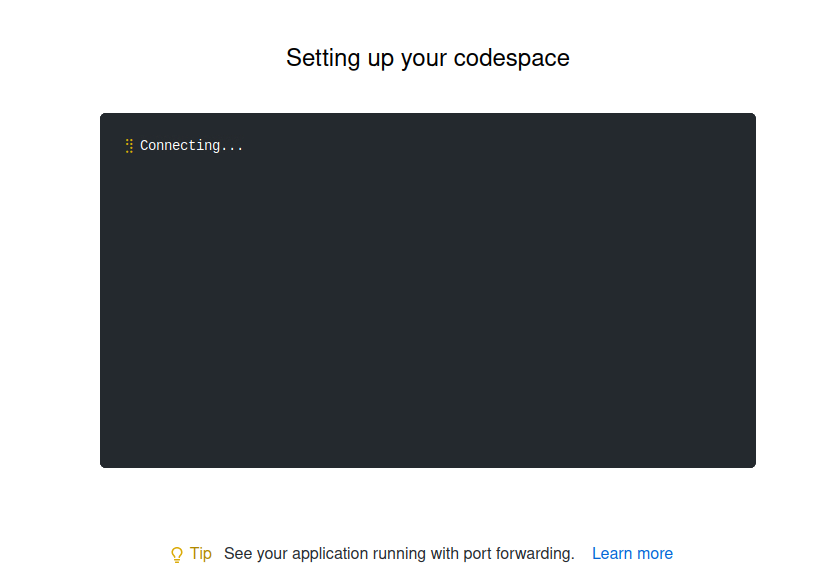 Setting up your codespace
Connecting...
Tip See your application running with port forwarding. Learn more